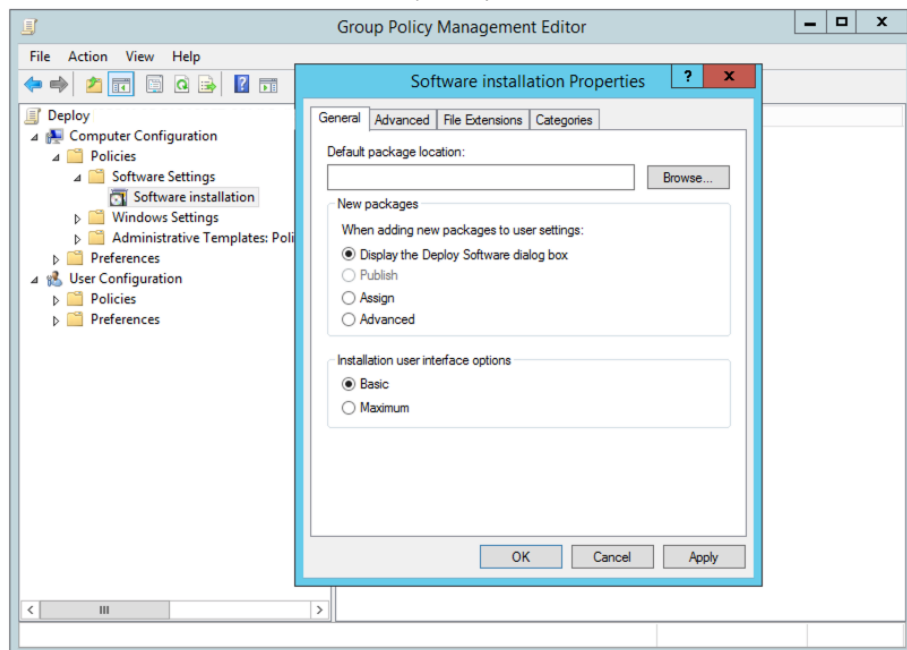 Group Policy Management Editor
File Action View Help
Software installation Properties
Deploy
Computer Configuration
Policies
Software Settings
Software installation
Windows Settings
Administrative Templates: Poli
Preferences
User Configuration
Policies
Preferences
General Advanced File Extensions Categories
Default package location:
Browse...
New packages
When adding new packages to user settings:
Display the Deploy Software dialog box
Publish
Assign
Advanced
Installation user interface options
Basic
Maximum
OK Cancel Apply